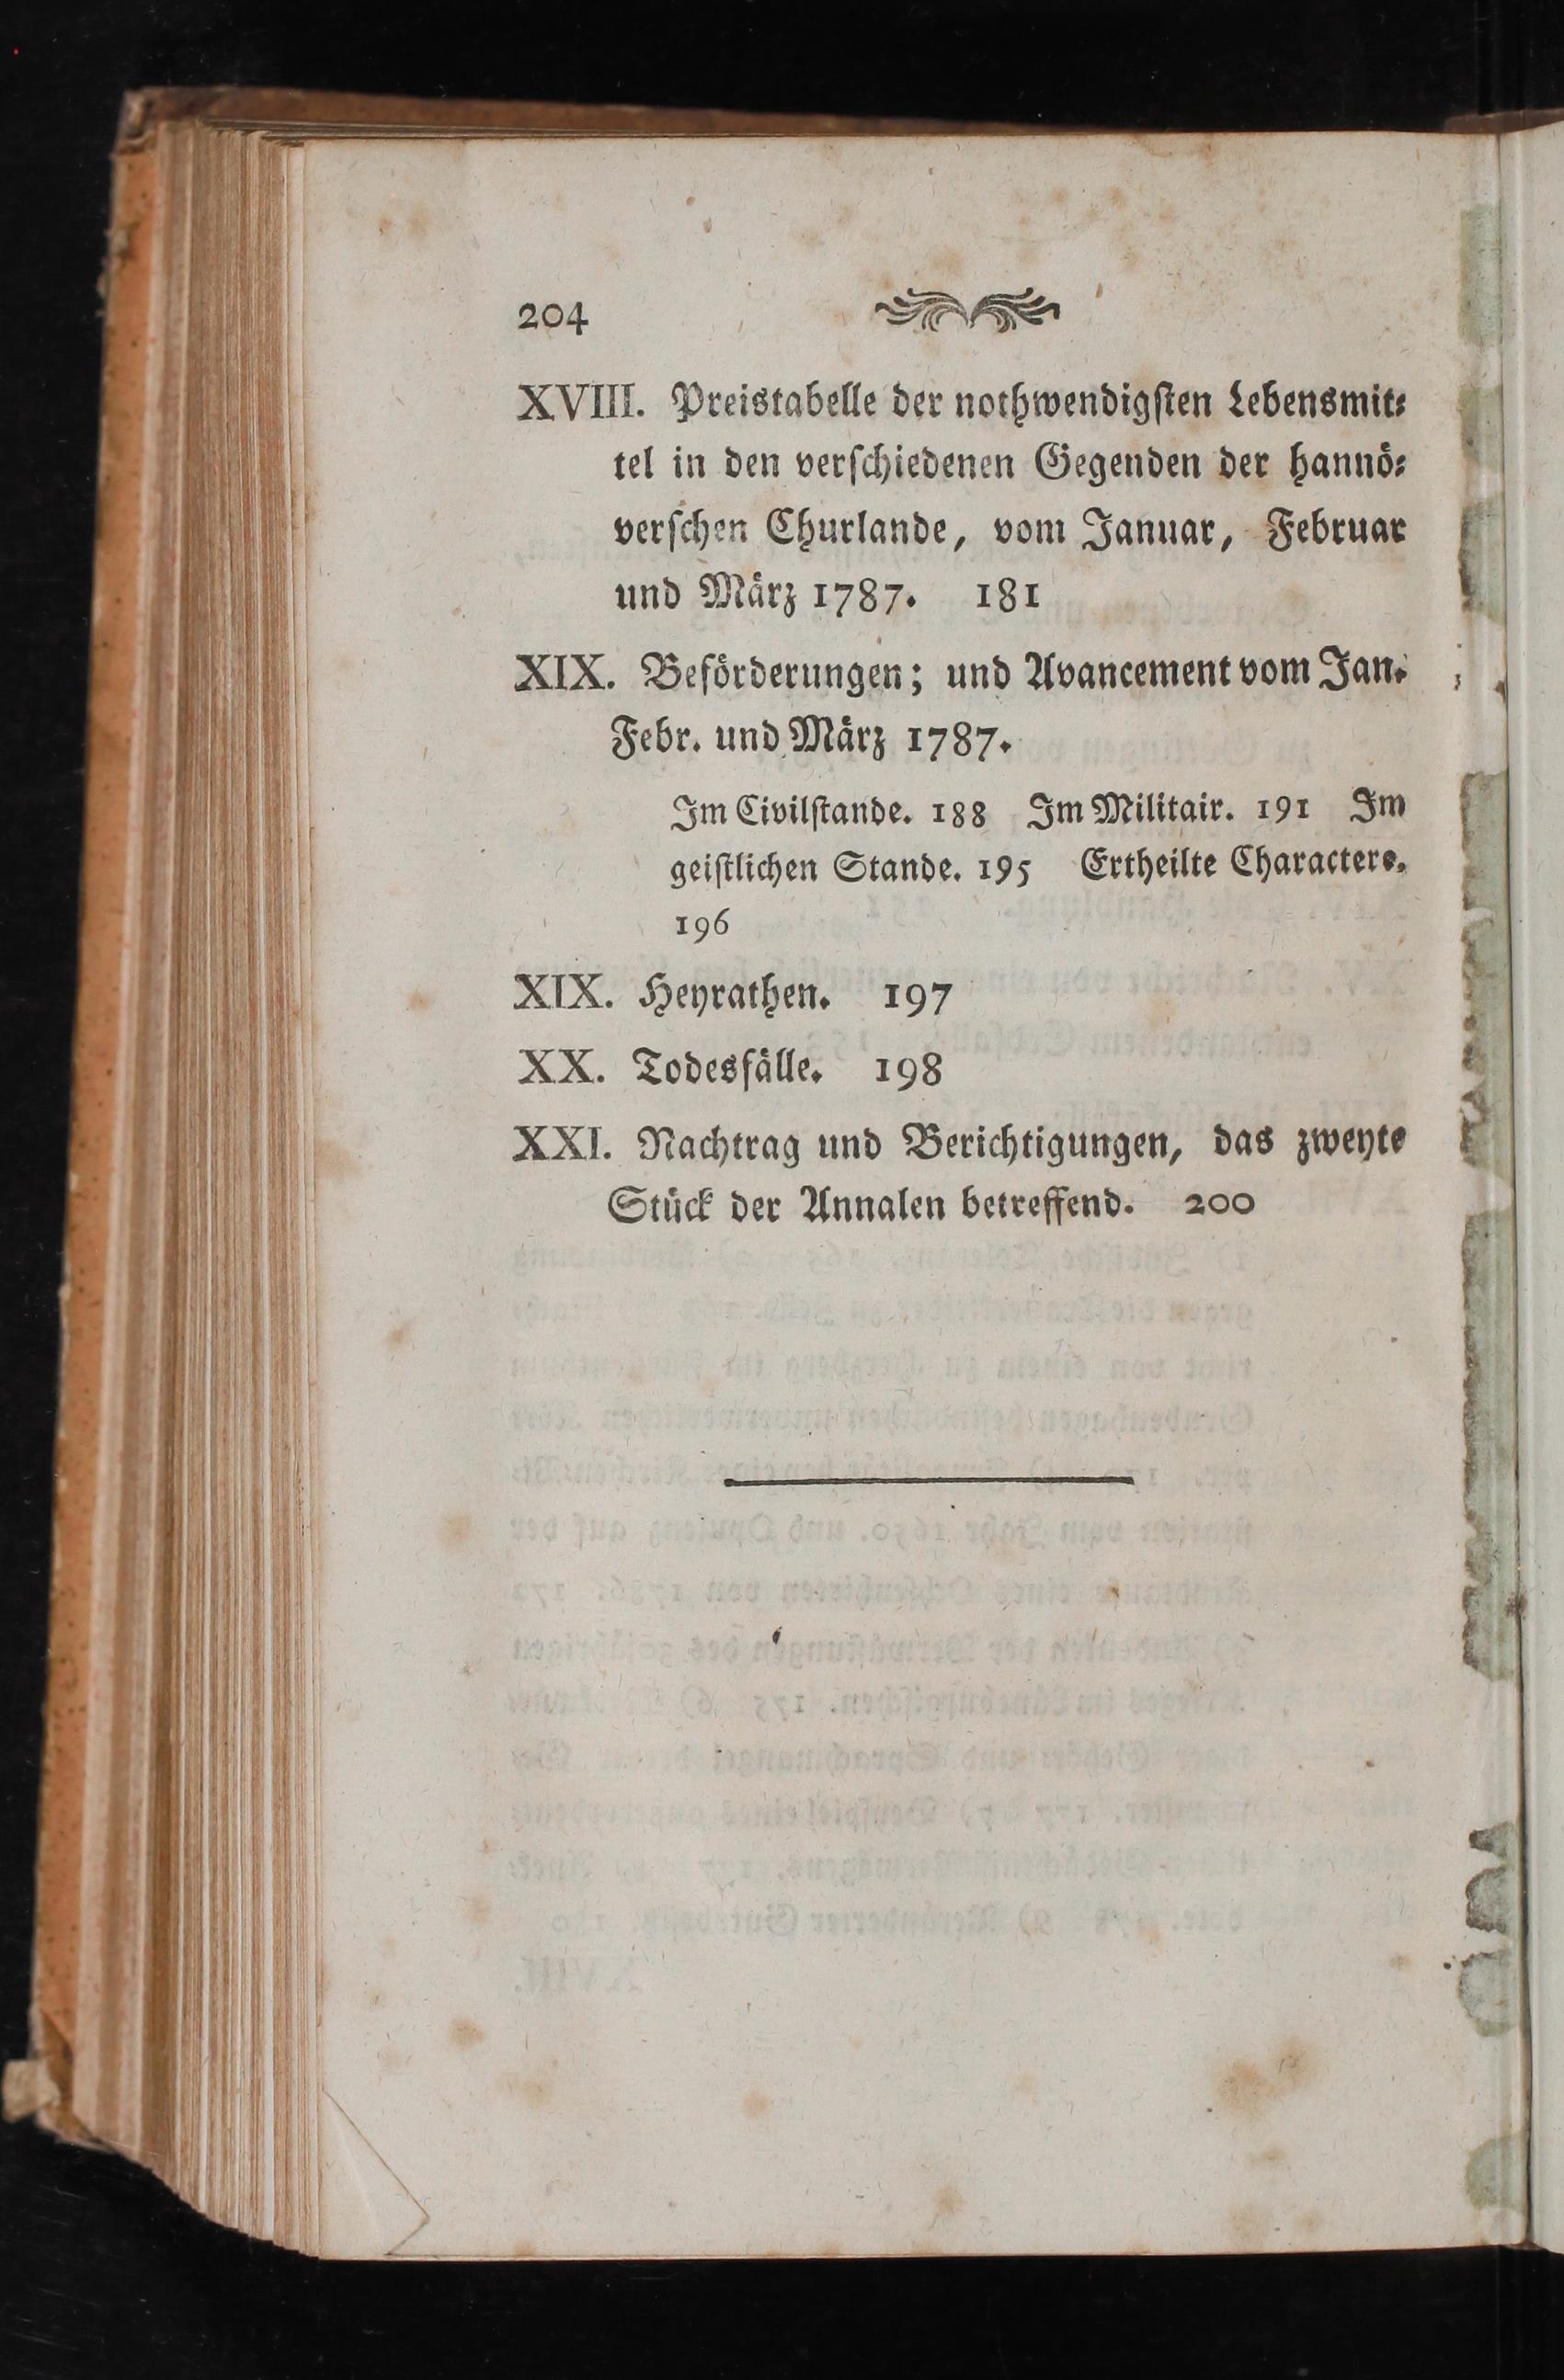 204
XVIII. Preistabelle der nothwendigſten Lebensmit⸗
tel in den verſchiedenen Gegenden der hannö⸗
verſchen Churlande, vom Januar, Februar
und März 1787. 181
XIX. Beförderungen; und Avancement vom Jan.
Febr. und März 1787.
Im Civilſtande. 188 Im Militair. 191 Im
geiſtlichen Stande. 195 Ertheilte Charactere.
196
XIX. Heyrathen. 197
XX. Todesfälle. 198
XXI. Nachtrag und Berichtigungen, das zweyte
Stück der Annalen betreffend. 200